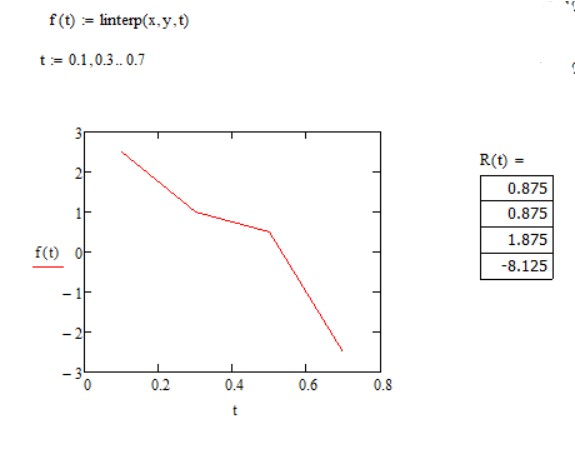 f(t) := linterp(x,y,t)
t := 0.1,0.3.. 0.7
3
2
1
f(t) 0
−1
−2
−3
0 0.2 0.4 0.6 0.8
t
R(t) =
0.875
0.875
1.875
-8.125